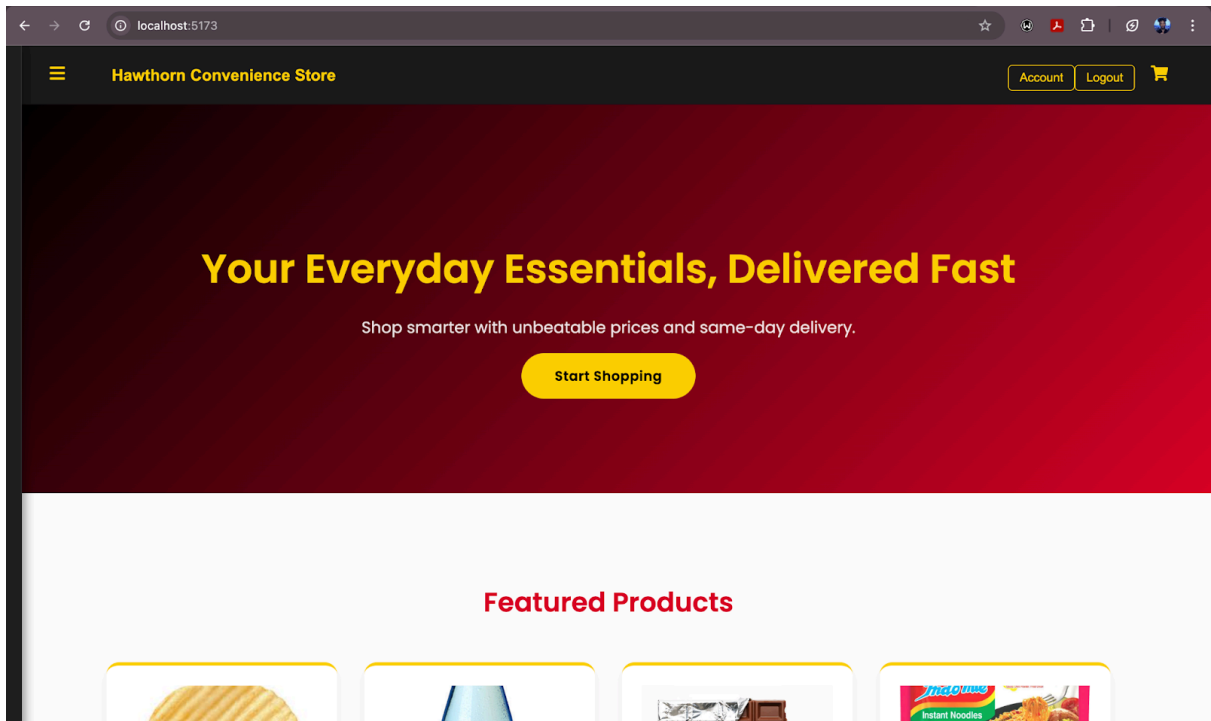 localhost:5173
Hawthorn Convenience Store
Account
Logout
Your Everyday Essentials, Delivered Fast
Shop smarter with unbeatable prices and same-day delivery.
Start Shopping
Featured Products
Indomie
Instant Noodles